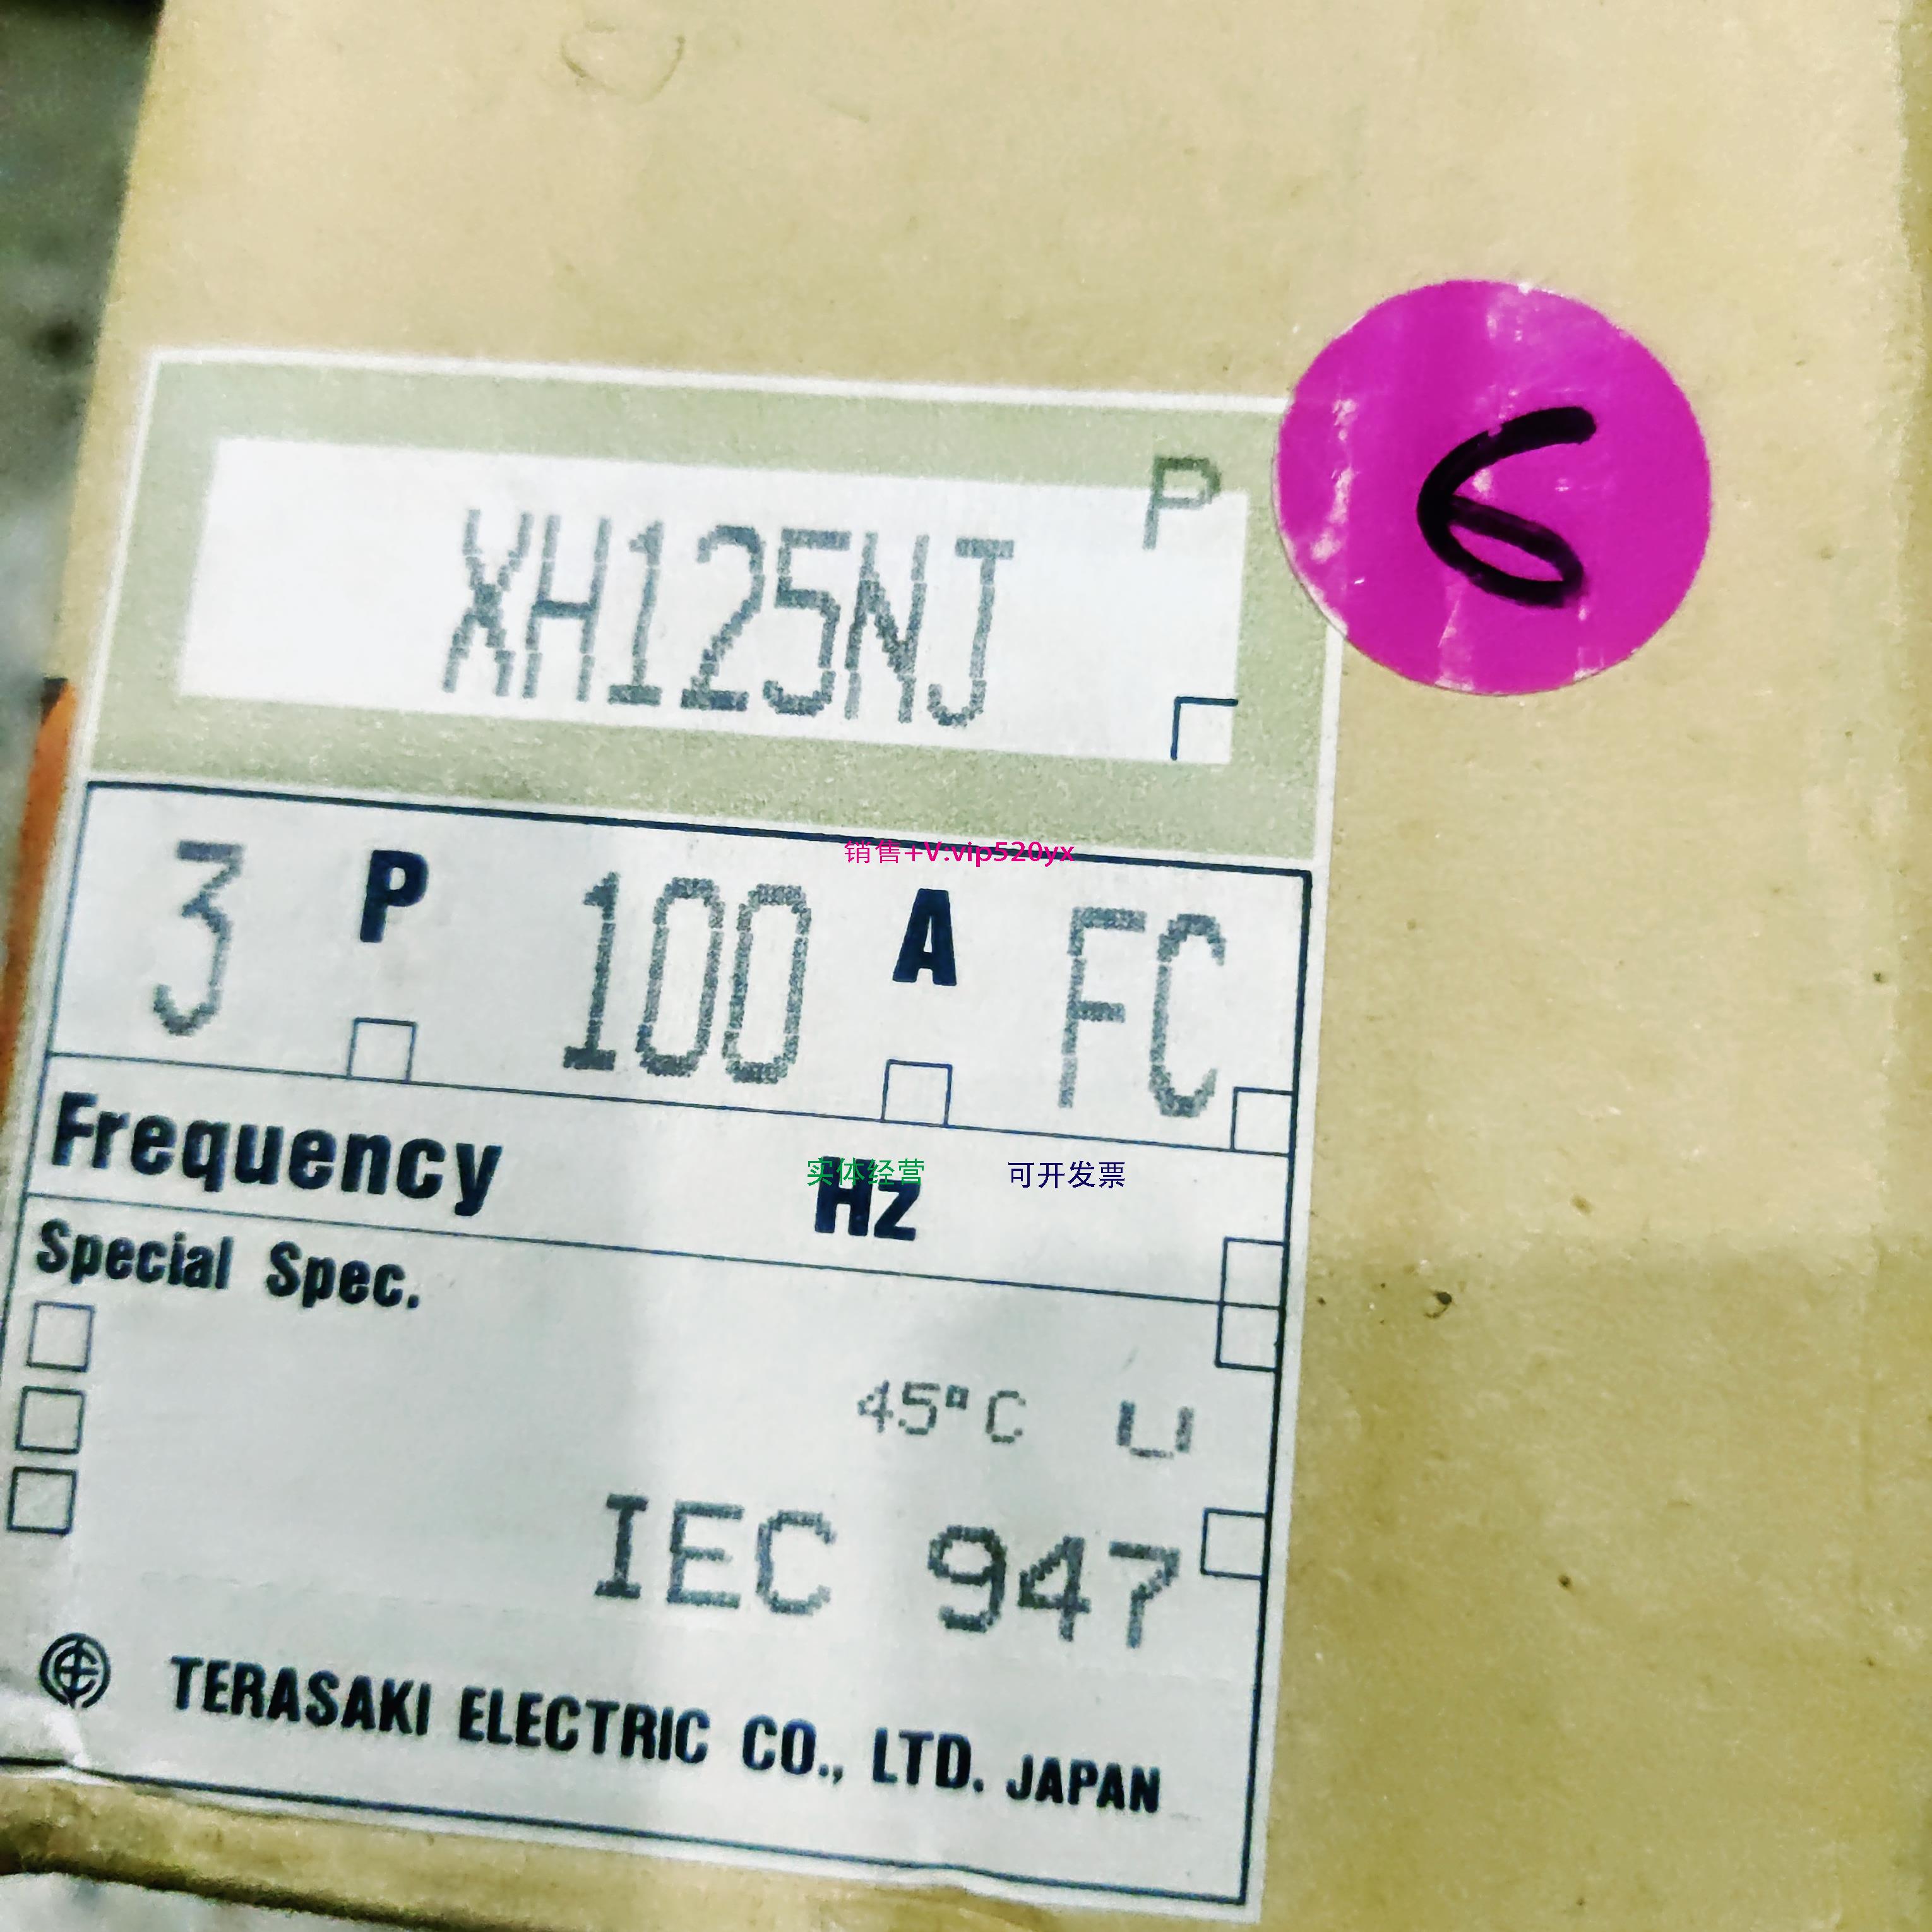 P
6
XH125NJ
销售+V:vip520yx
3 P 100 A FC
实体经营 可开发票
Frequency Hz
Special Spec.
45°C U
IEC 947
TERASAKI ELECTRIC CO., LTD. JAPAN